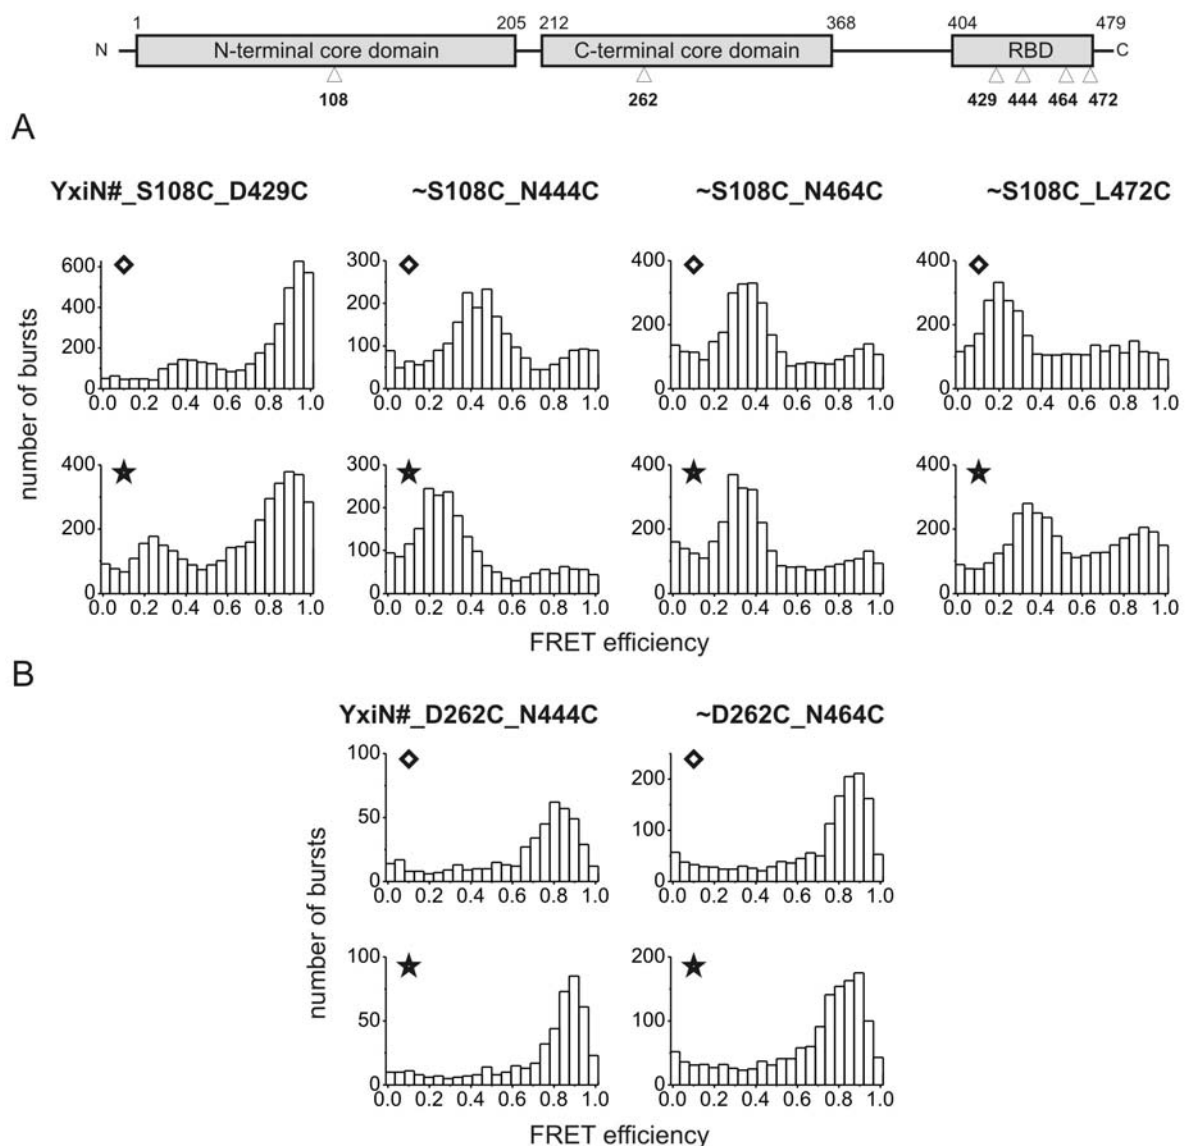 1 205 212 368 404 479
N N-terminal core domain C-terminal core domain RBD C
108 262 429 444 464 472
A
YxiN#_S108C_D429C ~S108C_N444C ~S108C_N464C ~S108C_L472C
number of bursts
600
400
200
0
0.0 0.2 0.4 0.6 0.8 1.0
300
200
100
0
0.0 0.2 0.4 0.6 0.8 1.0
400
200
0
0.0 0.2 0.4 0.6 0.8 1.0
400
200
0
0.0 0.2 0.4 0.6 0.8 1.0
400
200
0
0.0 0.2 0.4 0.6 0.8 1.0
300
200
100
0
0.0 0.2 0.4 0.6 0.8 1.0
400
200
0
0.0 0.2 0.4 0.6 0.8 1.0
400
200
0
0.0 0.2 0.4 0.6 0.8 1.0
FRET efficiency
B
YxiN#_D262C_N444C ~D262C_N464C
number of bursts
100
50
0
0.0 0.2 0.4 0.6 0.8 1.0
200
100
0
0.0 0.2 0.4 0.6 0.8 1.0
100
50
0
0.0 0.2 0.4 0.6 0.8 1.0
200
100
0
0.0 0.2 0.4 0.6 0.8 1.0
FRET efficiency